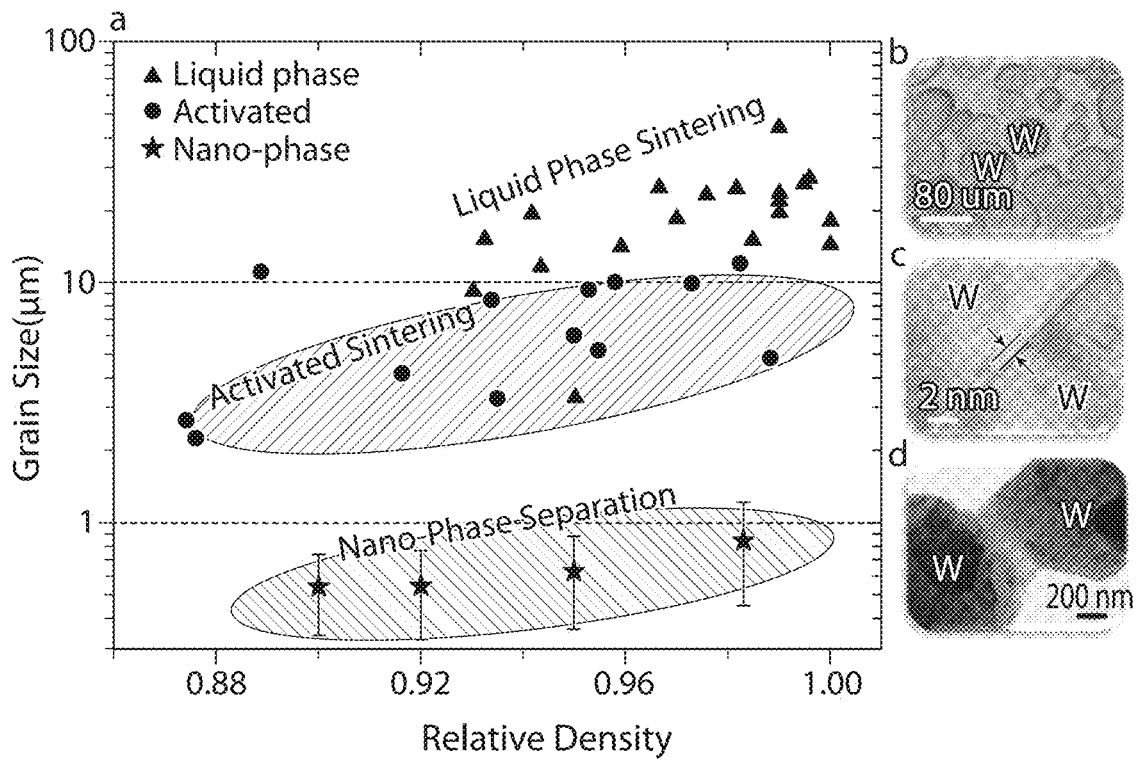 a
100
10
1
Grain Size(µm)
Liquid phase
Activated
Nano-phase
Liquid Phase Sintering
Activated Sintering
Nano-Phase-Separation
0.88 0.92 0.96 1.00
Relative Density
b
W
W
80 um
c
W
2 nm
W
d
W
W
200 nm